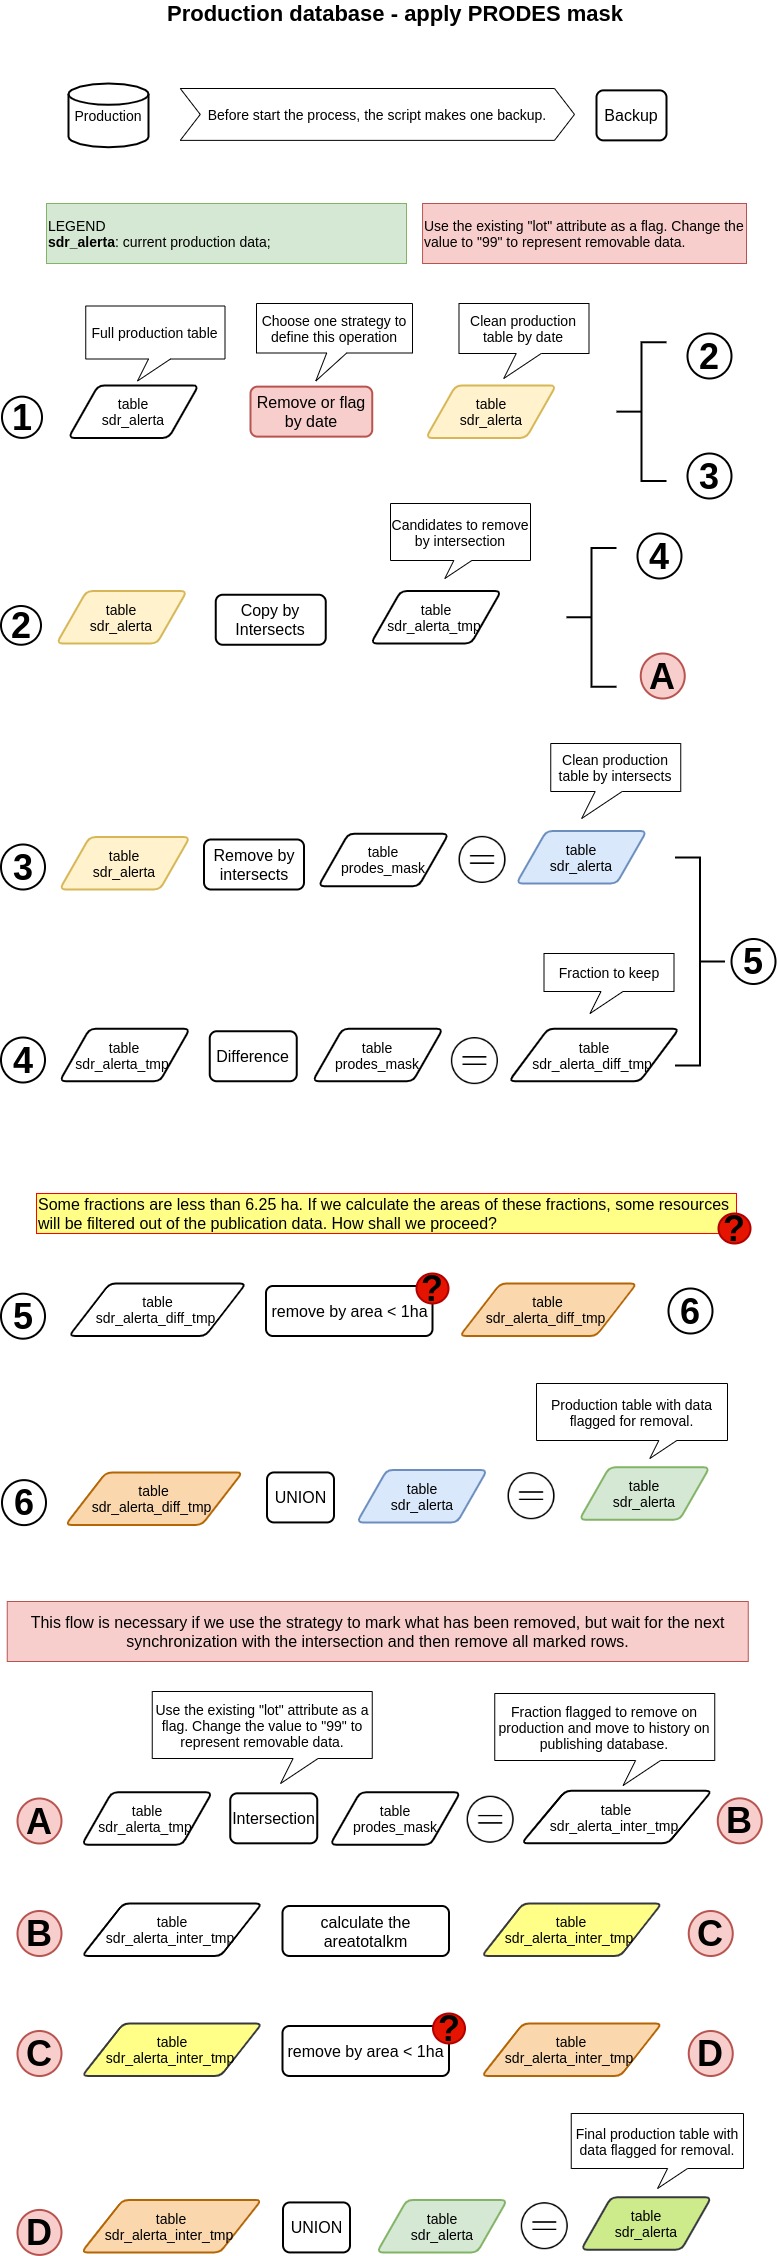 Production database - apply PRODES mask
Production
Before start the process, the script makes one backup.
Backup
LEGEND
sdr_alerta: current production data;
Use the existing "lot" attribute as a flag. Change the
value to "99" to represent removable data.
Full production table
Choose one strategy to
define this operation
Clean production
table by date
1
table
sdr_alerta
Remove or flag
by date
table
sdr_alerta
2
3
Candidates to remove
by intersection
2
table
sdr_alerta
Copy by
Intersects
table
sdr_alerta_tmp
4
A
Clean production
table by intersects
3
table
sdr_alerta
Remove by
intersects
table
prodes_mask
=
table
sdr_alerta
5
Fraction to keep
4
table
sdr_alerta_tmp
Difference
table
prodes_mask
=
table
sdr_alerta_diff_tmp
Some fractions are less than 6.25 ha. If we calculate the areas of these fractions, some resources
will be filtered out of the publication data. How shall we proceed?
?
5
table
sdr_alerta_diff_tmp
remove by area < 1ha
?
table
sdr_alerta_diff_tmp
6
Production table with data
flagged for removal.
6
table
sdr_alerta_diff_tmp
UNION
table
sdr_alerta
=
table
sdr_alerta
This flow is necessary if we use the strategy to mark what has been removed, but wait for the next
synchronization with the intersection and then remove all marked rows.
Use the existing "lot" attribute as a
flag. Change the value to "99" to
represent removable data.
Fraction flagged to remove on
production and move to history on
publishing database.
A
table
sdr_alerta_tmp
Intersection
table
prodes_mask
=
table
sdr_alerta_inter_tmp
B
B
table
sdr_alerta_inter_tmp
calculate the
areatotalkm
table
sdr_alerta_inter_tmp
C
C
table
sdr_alerta_inter_tmp
remove by area < 1ha
?
table
sdr_alerta_inter_tmp
D
Final production table with
data flagged for removal.
D
table
sdr_alerta_inter_tmp
UNION
table
sdr_alerta
=
table
sdr_alerta